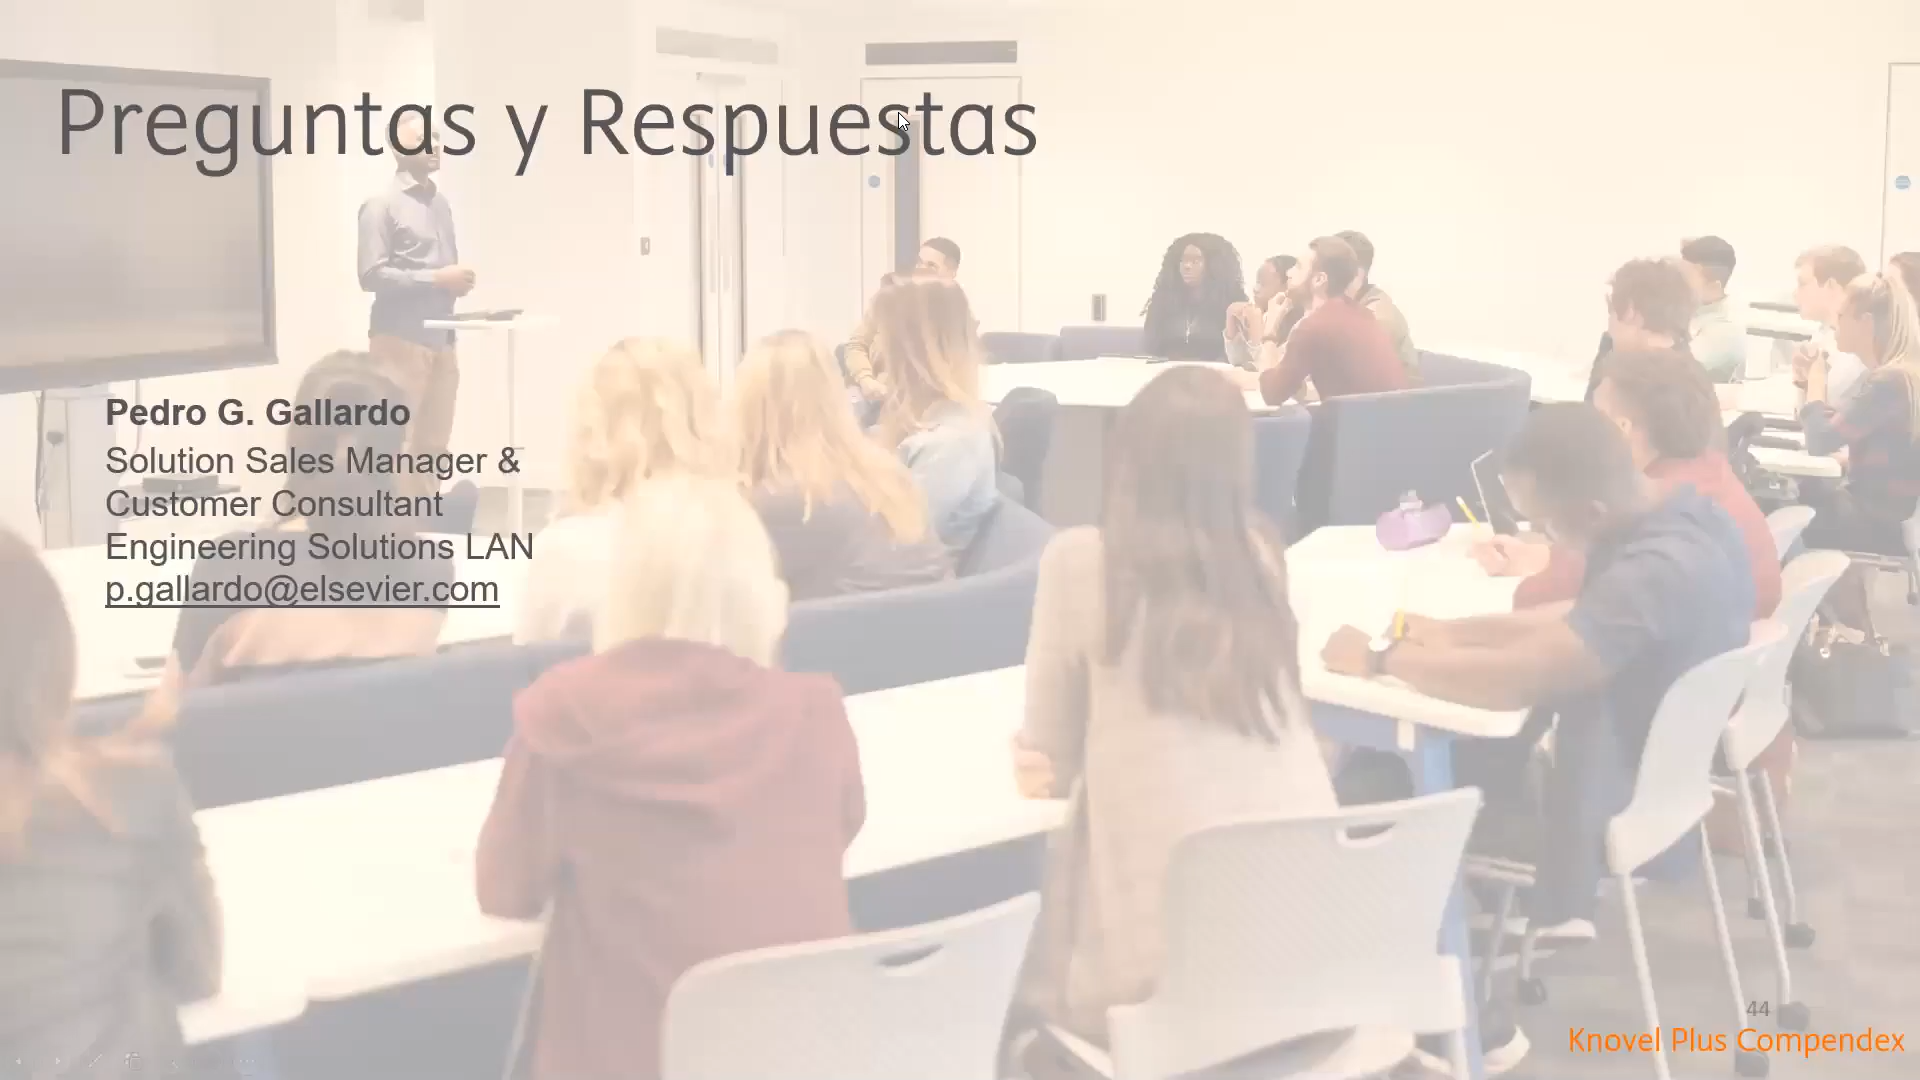 Preguntas y Respuestas
Pedro G. Gallardo
Solution Sales Manager &
Customer Consultant
Engineering Solutions LAN
p.gallardo@elsevier.com
44
Knovel Plus Compendex